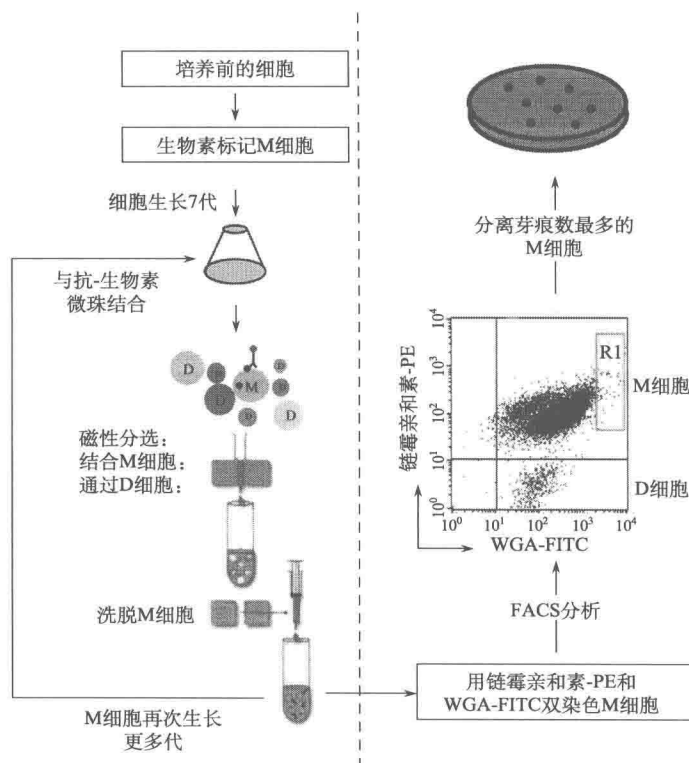 培养前的细胞
生物素标记M细胞
细胞生长7代
与抗-生物素
微珠结合
D
D
M
D
D
磁性分选:
结合M细胞:
通过D细胞:
洗脱M细胞
M细胞再次生长
更多代
分离芽痕数最多的
M细胞
链霉亲和素-PE
10⁴
10³
10²
10¹
10⁰
R1
M细胞
D细胞
10⁰ 10¹ 10² 10³ 10⁴
WGA-FITC
FACS分析
用链霉亲和素-PE和
WGA-FITC双染色M细胞